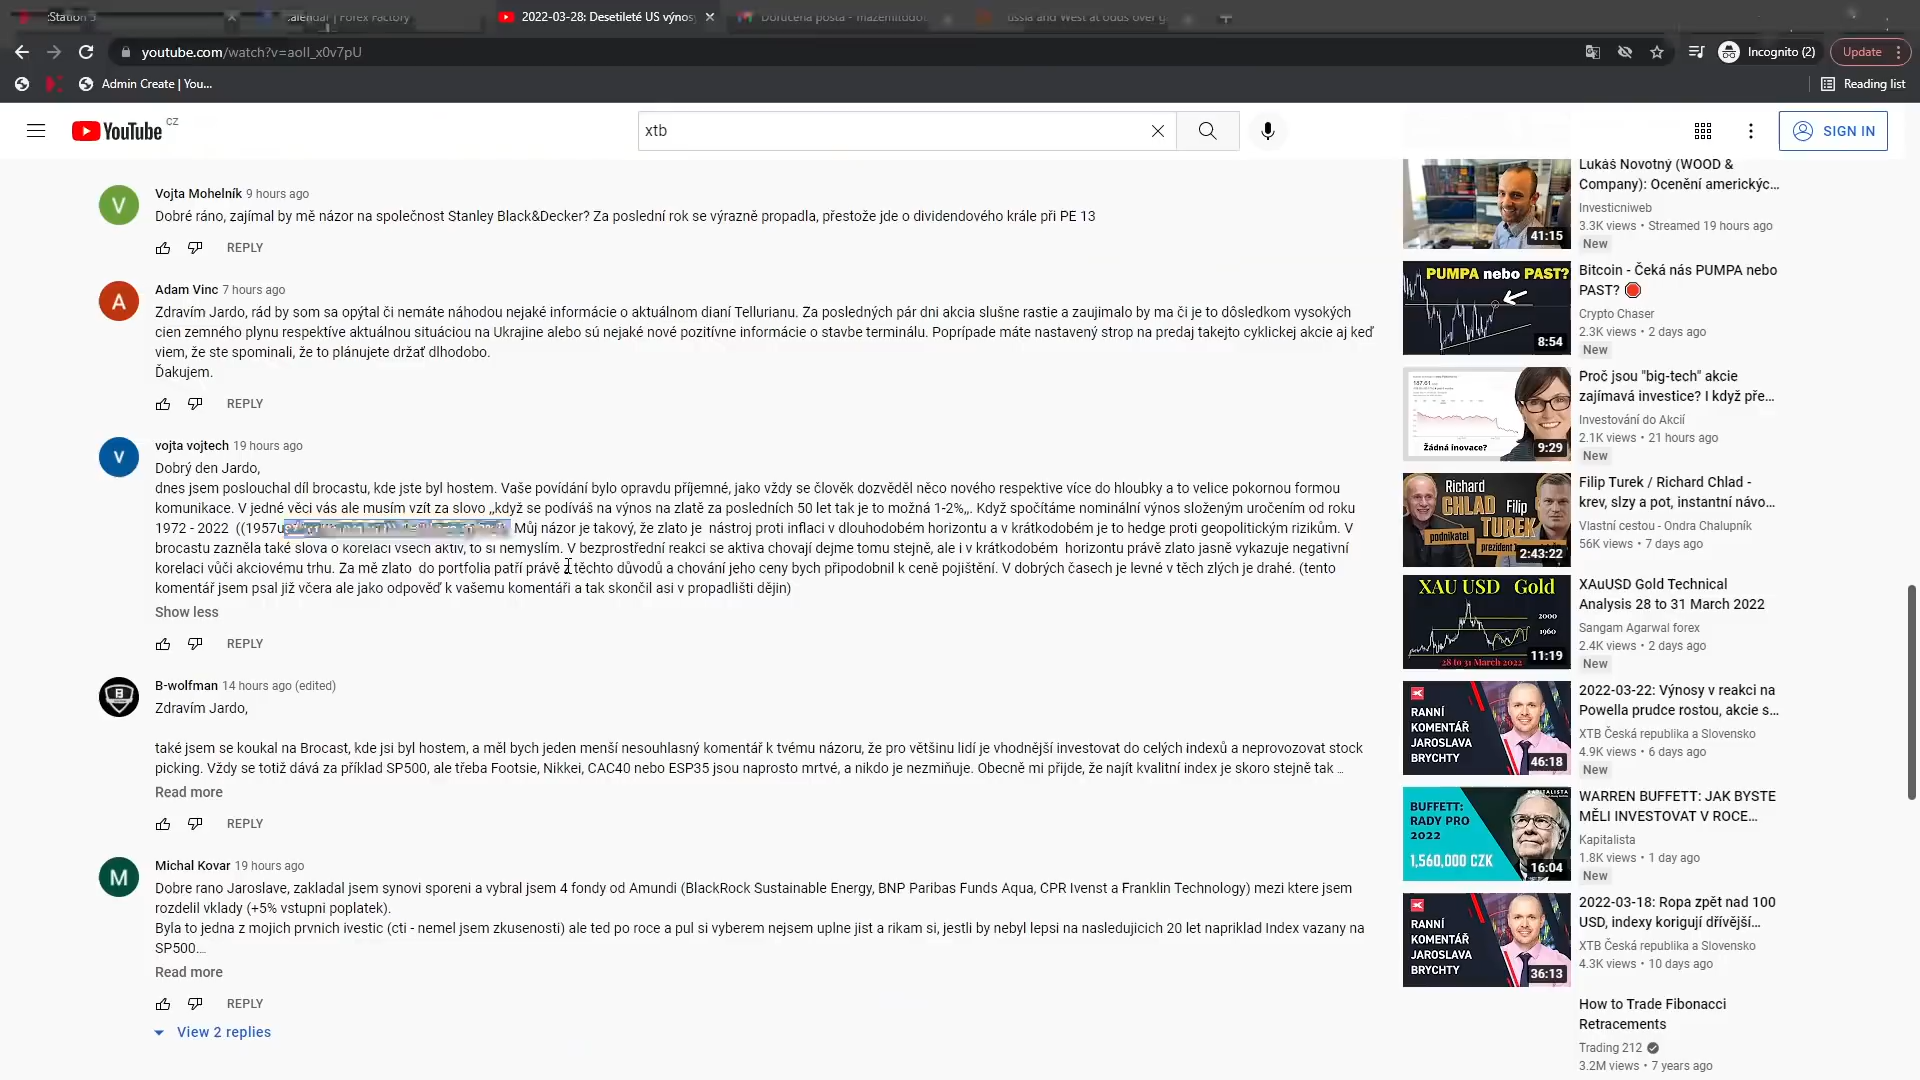 2022-03-28: Desetileté US výnos
youtube.com/watch?v=aoII_x0v7pU
Incognito (2)
Update
Admin Create | You...
Reading list
YouTube CZ
xtb
SIGN IN
Vojta Mohelník 9 hours ago
Dobré ráno, zajímal by mě názor na společnost Stanley Black&Decker? Za poslední rok se výrazně propadla, přestože jde o dividendového krále při PE 13
REPLY
Adam Vinc 7 hours ago
Zdravím Jardo, rád by som sa opýtal či nemáte náhodou nejaké informácie o aktuálnom dianí Tellurianu. Za posledných pár dni akcia slušne rastie a zaujimalo by ma či je to dôsledkom vysokých
cien zemného plynu respektíve aktuálnou situáciou na Ukrajine alebo sú nejaké nové pozitívne informácie o stavbe terminálu. Poprípade máte nastavený strop na predaj takejto cyklickej akcie aj keď
viem, že ste spominali, že to plánujete držať dlhodobo.
Ďakujem.
REPLY
vojta vojtech 19 hours ago
Dobrý den Jardo,
dnes jsem poslouchal díl brocastu, kde jste byl hostem. Vaše povídání bylo opravdu příjemné, jako vždy se člověk dozvěděl něco nového respektive více do hloubky a to velice pokornou formou
komunikace. V jedné věci vás ale musím vzít za slovo ,,když se podíváš na výnos na zlatě za posledních 50 let tak je to možná 1-2%,,. Když spočítáme nominální výnos složeným uročením od roku
1972 - 2022 ((1957u Můj názor je takový, že zlato je nástroj proti inflaci v dlouhodobém horizontu a v krátkodobém je to hedge proti geopolitickým rizikům. V
brocastu zazněla také slova o korelaci všech aktiv, to si nemyslím. V bezprostřední reakci se aktiva chovají dejme tomu stejně, ale i v krátkodobém horizontu právě zlato jasně vykazuje negativní
korelaci vůči akciovému trhu. Za mě zlato do portfolia patří právě z těchto důvodů a chování jeho ceny bych připodobnil k ceně pojištění. V dobrých časech je levné v těch zlých je drahé. (tento
komentář jsem psal již včera ale jako odpověď k vašemu komentáři a tak skončil asi v propadlišti dějin)
Show less
REPLY
B-wolfman 14 hours ago (edited)
Zdravím Jardo,
také jsem se koukal na Brocast, kde jsi byl hostem, a měl bych jeden menší nesouhlasný komentář k tvému názoru, že pro většinu lidí je vhodnější investovat do celých indexů a neprovozovat stock
picking. Vždy se totiž dává za příklad SP500, ale třeba Footsie, Nikkei, CAC40 nebo ESP35 jsou naprosto mrtvé, a nikdo je nezmiňuje. Obecně mi přijde, že najít kvalitní index je skoro stejně tak …
Read more
REPLY
Michal Kovar 19 hours ago
Dobre rano Jaroslave, zakladal jsem synovi sporeni a vybral jsem 4 fondy od Amundi (BlackRock Sustainable Energy, BNP Paribas Funds Aqua, CPR Ivenst a Franklin Technology) mezi ktere jsem
rozdelil vklady (+5% vstupni poplatek).
Byla to jedna z mojich prvnich ivestic (cti - nemel jsem zkusenosti) ale ted po roce a pul si vyberem nejsem uplne jist a rikam si, jestli by nebyl lepsi na nasledujicich 20 let napriklad Index vazany na
SP500...
Read more
REPLY
View 2 replies
41:15
Lukáš Novotný (WOOD &
Company): Ocenění americkýc...
Investicniweb
3.3K views • Streamed 19 hours ago
New
PUMPA nebo PAST?
8:54
Bitcoin - Čeká nás PUMPA nebo
PAST?
Crypto Chaser
2.3K views • 2 days ago
New
Žádná inovace?
9:29
Proč jsou "big-tech" akcie
zajímavá investice? I když pře...
Investování do Akcií
2.1K views • 21 hours ago
New
Richard CHLAD
podnikatel
Filip TUREK
prezident
2:43:22
Filip Turek / Richard Chlad -
krev, slzy a pot, instantní návo...
Vlastní cestou - Ondra Chalupník
56K views • 7 days ago
XAU USD Gold
2000
1960
28 to 31 March 2022
11:19
XAuUSD Gold Technical
Analysis 28 to 31 March 2022
Sangam Agarwal forex
2.4K views • 2 days ago
New
RANNÍ
KOMENTÁŘ
JAROSLAVA
BRYCHTY
46:18
2022-03-22: Výnosy v reakci na
Powella prudce rostou, akcie s...
XTB Česká republika a Slovensko
4.9K views • 6 days ago
New
KAPITALISTA
BUFFETT:
RADY PRO
2022
1,560,000 CZK
16:04
WARREN BUFFETT: JAK BYSTE
MĚLI INVESTOVAT V ROCE...
Kapitalista
1.8K views • 1 day ago
New
RANNÍ
KOMENTÁŘ
JAROSLAVA
BRYCHTY
36:13
2022-03-18: Ropa zpět nad 100
USD, indexy korigují dřívější...
XTB Česká republika a Slovensko
4.3K views • 10 days ago
How to Trade Fibonacci
Retracements
Trading 212
3.2M views • 7 years ago